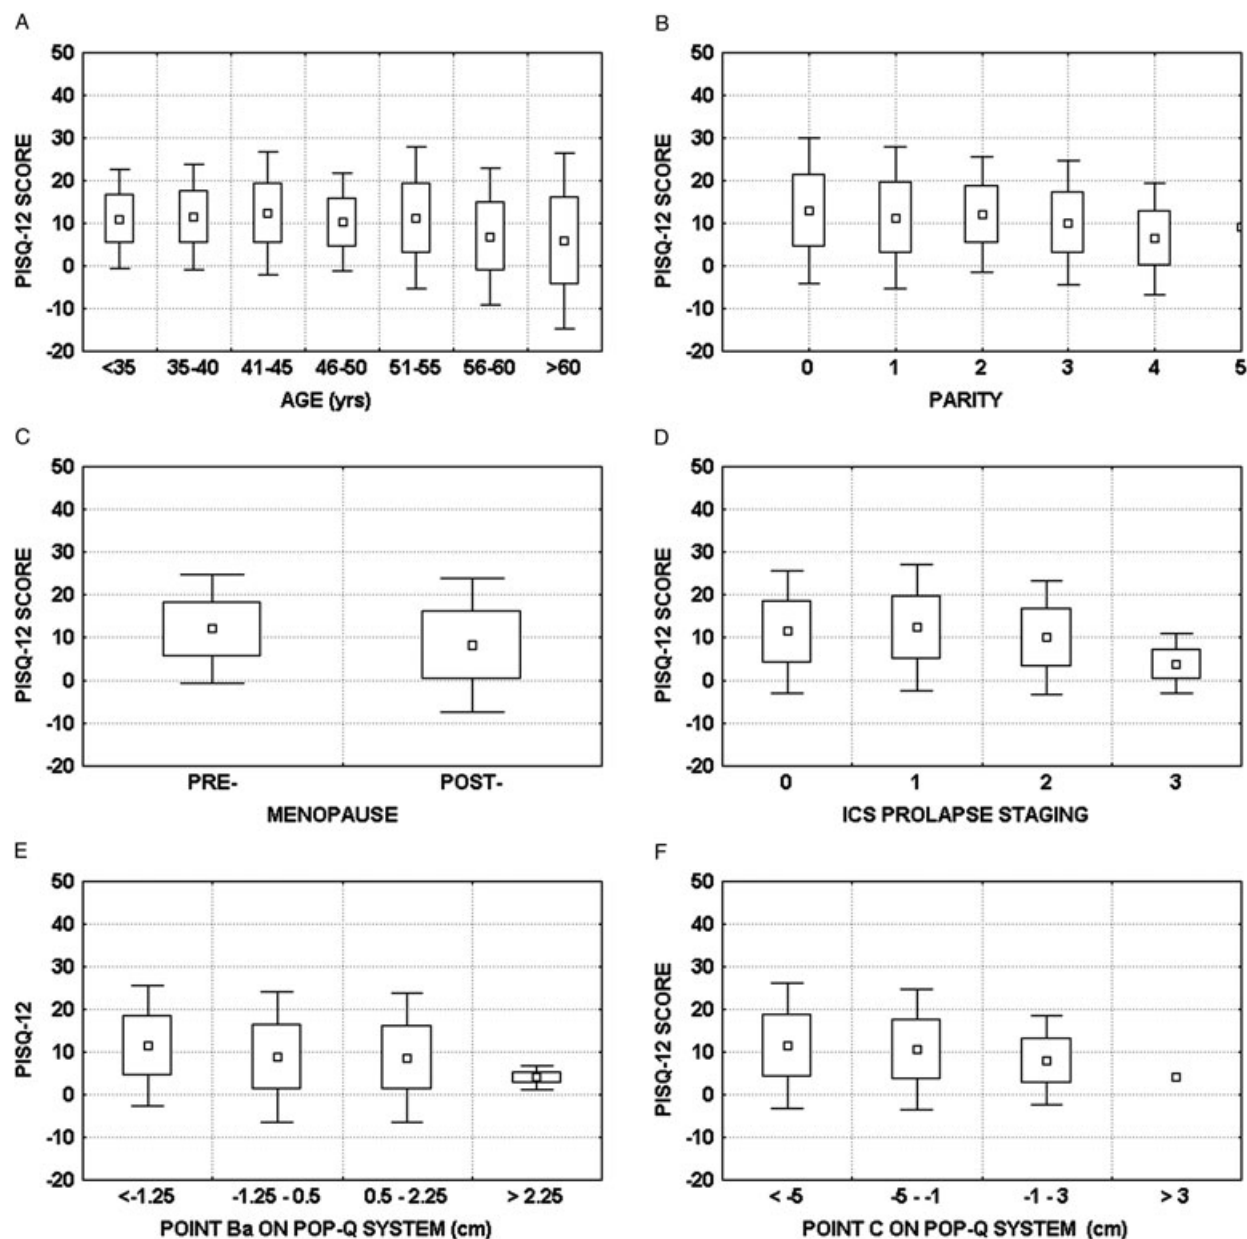 A
50
40
30
20
10
0
-10
-20
PISQ-12 SCORE
<35 35-40 41-45 46-50 51-55 56-60 >60
AGE (yrs)
B
50
40
30
20
10
0
-10
-20
PISQ-12 SCORE
0 1 2 3 4 5
PARITY
C
50
40
30
20
10
0
-10
-20
PISQ-12 SCORE
PRE- POST-
MENOPAUSE
D
50
40
30
20
10
0
-10
-20
PISQ-12 SCORE
0 1 2 3
ICS PROLAPSE STAGING
E
50
40
30
20
10
0
-10
-20
PISQ-12
<-1.25 -1.25 - 0.5 0.5 - 2.25 > 2.25
POINT Ba ON POP-Q SYSTEM (cm)
F
50
40
30
20
10
0
-10
-20
PISQ-12 SCORE
< -5 -5 - -1 -1 - 3 > 3
POINT C ON POP-Q SYSTEM (cm)